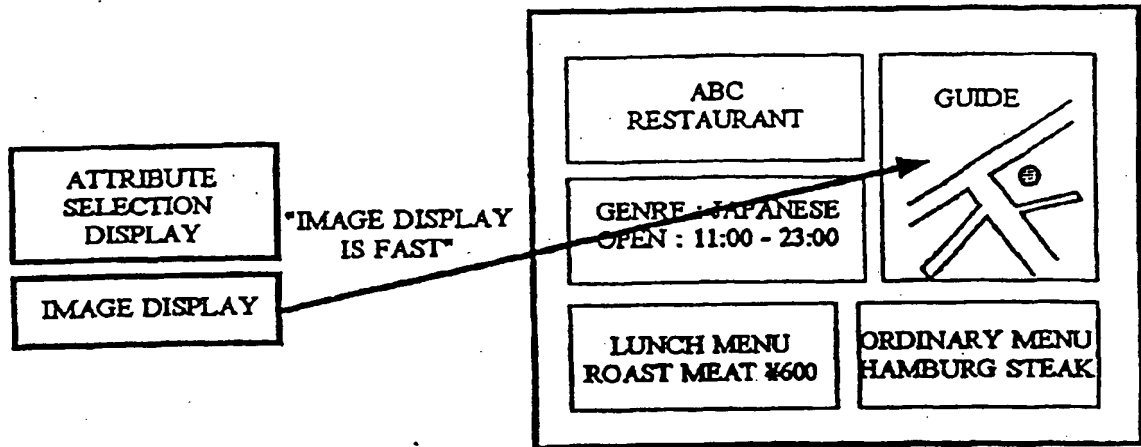 ATTRIBUTE
SELECTION
DISPLAY
IMAGE DISPLAY
"IMAGE DISPLAY
IS FAST"
ABC
RESTAURANT
GUIDE
GENRE : JAPANESE
OPEN : 11:00 - 23:00
LUNCH MENU
ROAST MEAT ¥600
ORDINARY MENU
HAMBURG STEAK